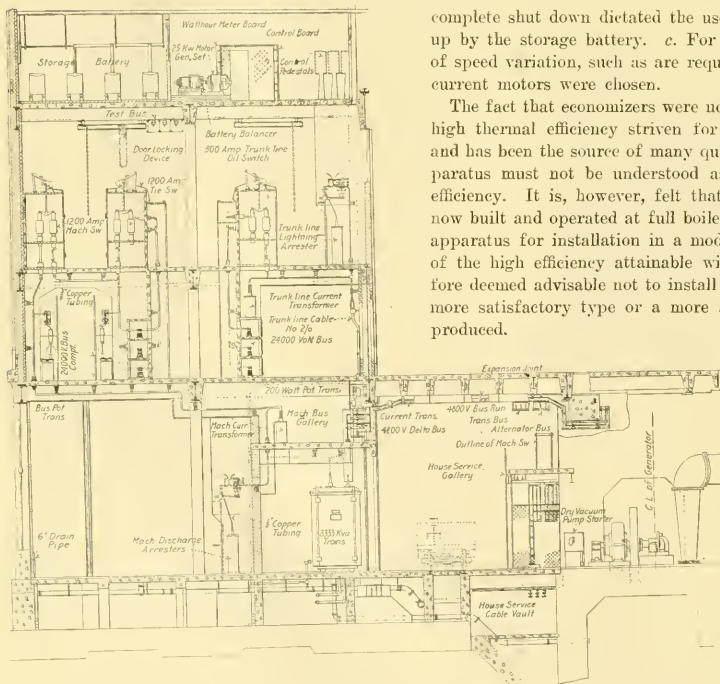 Watthour Meter Board
Control Board
25 Kw Motor
Gen. Set
Storage Battery
Control
Pedestals
Test Bus
Door Locking
Device
Battery Balancer
900 Amp Trunk line
Oil Switch
1200 Am
Tie Sw
1200 Amp
Mach Sw
Trunk line
Lightning
Arrester
Copper
Tubing
24000 V. Bus
Compt.
Trunk line Current
Transformer
Trunk line Cable
No 2/0
24000 Volt Bus
200 Watt Pot Trans.
Bus Pot
Trans
Mach Curr
Transformer
Mach Bus
Gallery
Current Trans.
4800 V Delta Bus
Expansion Joint
4800 V Bus Run
Trans Bus
Alternator Bus
Outline of Mach Sw
House Service
Gallery
C L of Generator
Dry Vacuum
Pump Starter
6" Drain
Pipe
Mach Discharge
Arresters
Copper
Tubing
3333 Kva
Trans
House Service
Cable Vault
complete shut down dictated the us
up by the storage battery. c. For
of speed variation, such as are requ
current motors were chosen.
The fact that economizers were no
high thermal efficiency striven for
and has been the source of many qu
paratus must not be understood a
efficiency. It is, however, felt that
now built and operated at full boile
apparatus for installation in a mod
of the high efficiency attainable wi
fore deemed advisable not to install
more satisfactory type or a more
produced.